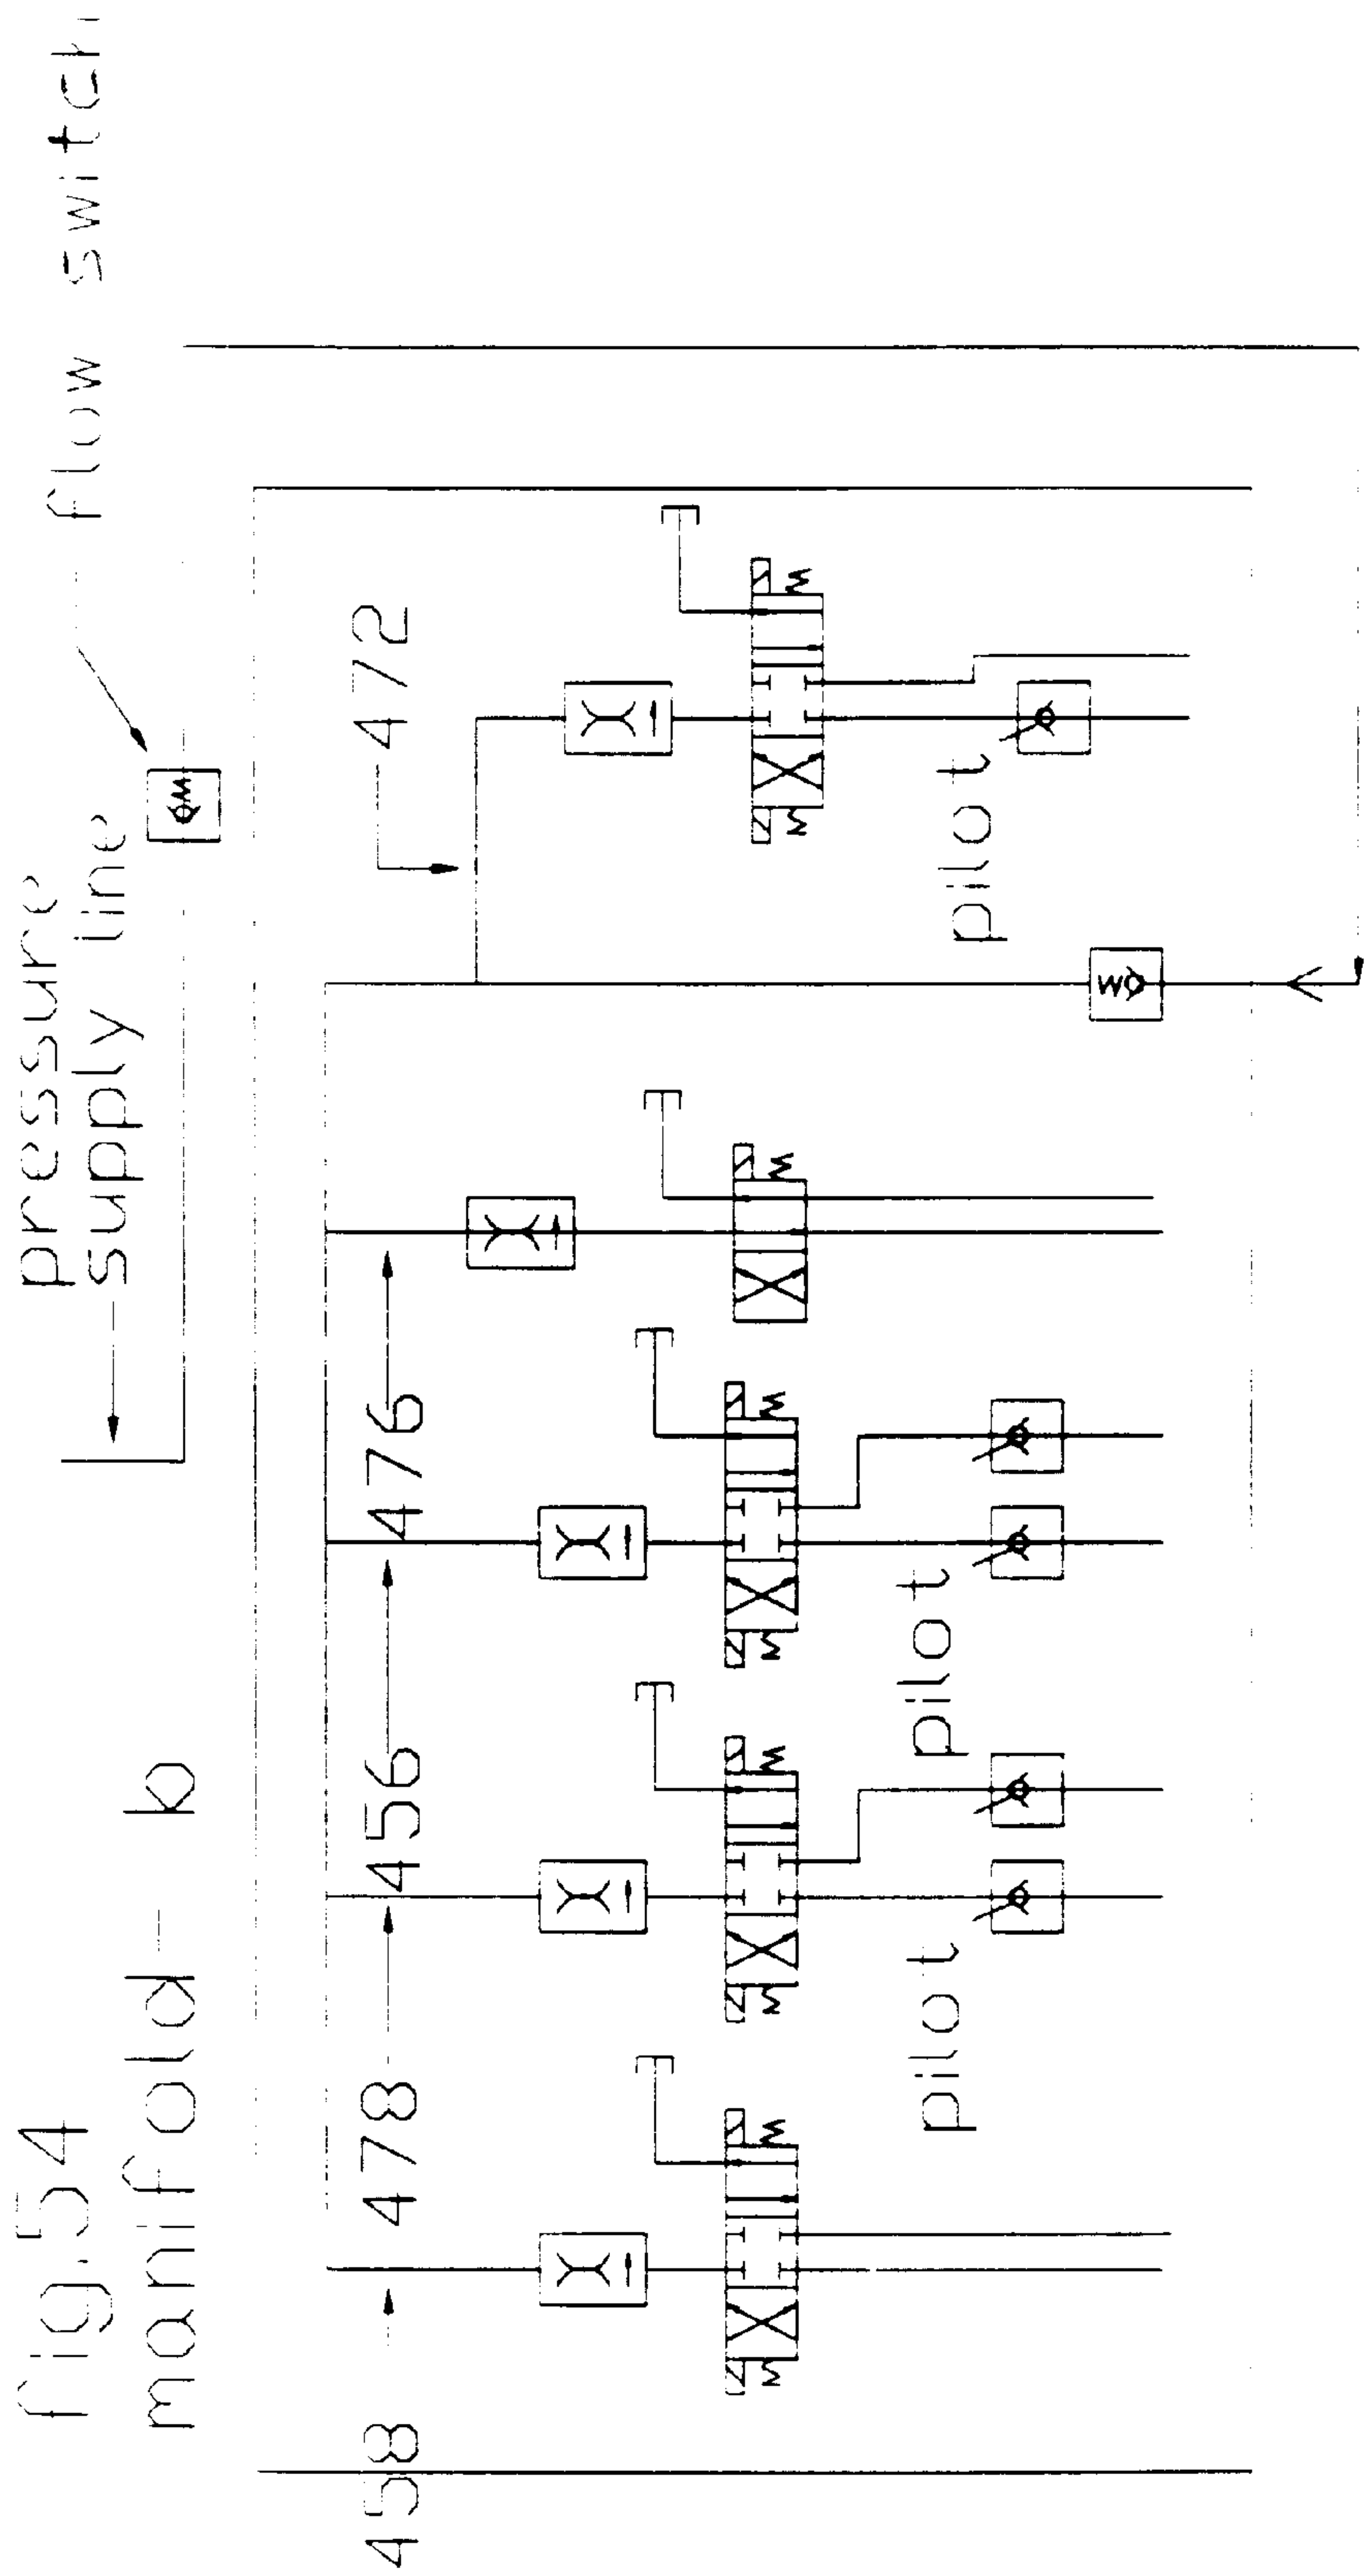 fig.54
manifold- k
pressure
supply line
flow switch
458
478
456
476
472
pilot
pilot
pilot